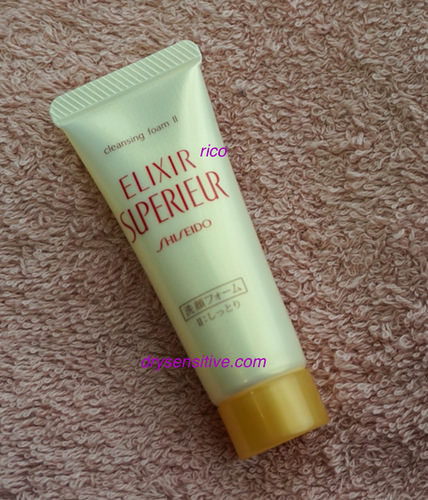 cleansing foam II
rico
ELIXIR
SUPERIEUR
SHISEIDO
洗顔フォーム
II:しっとり
drysensitive.com